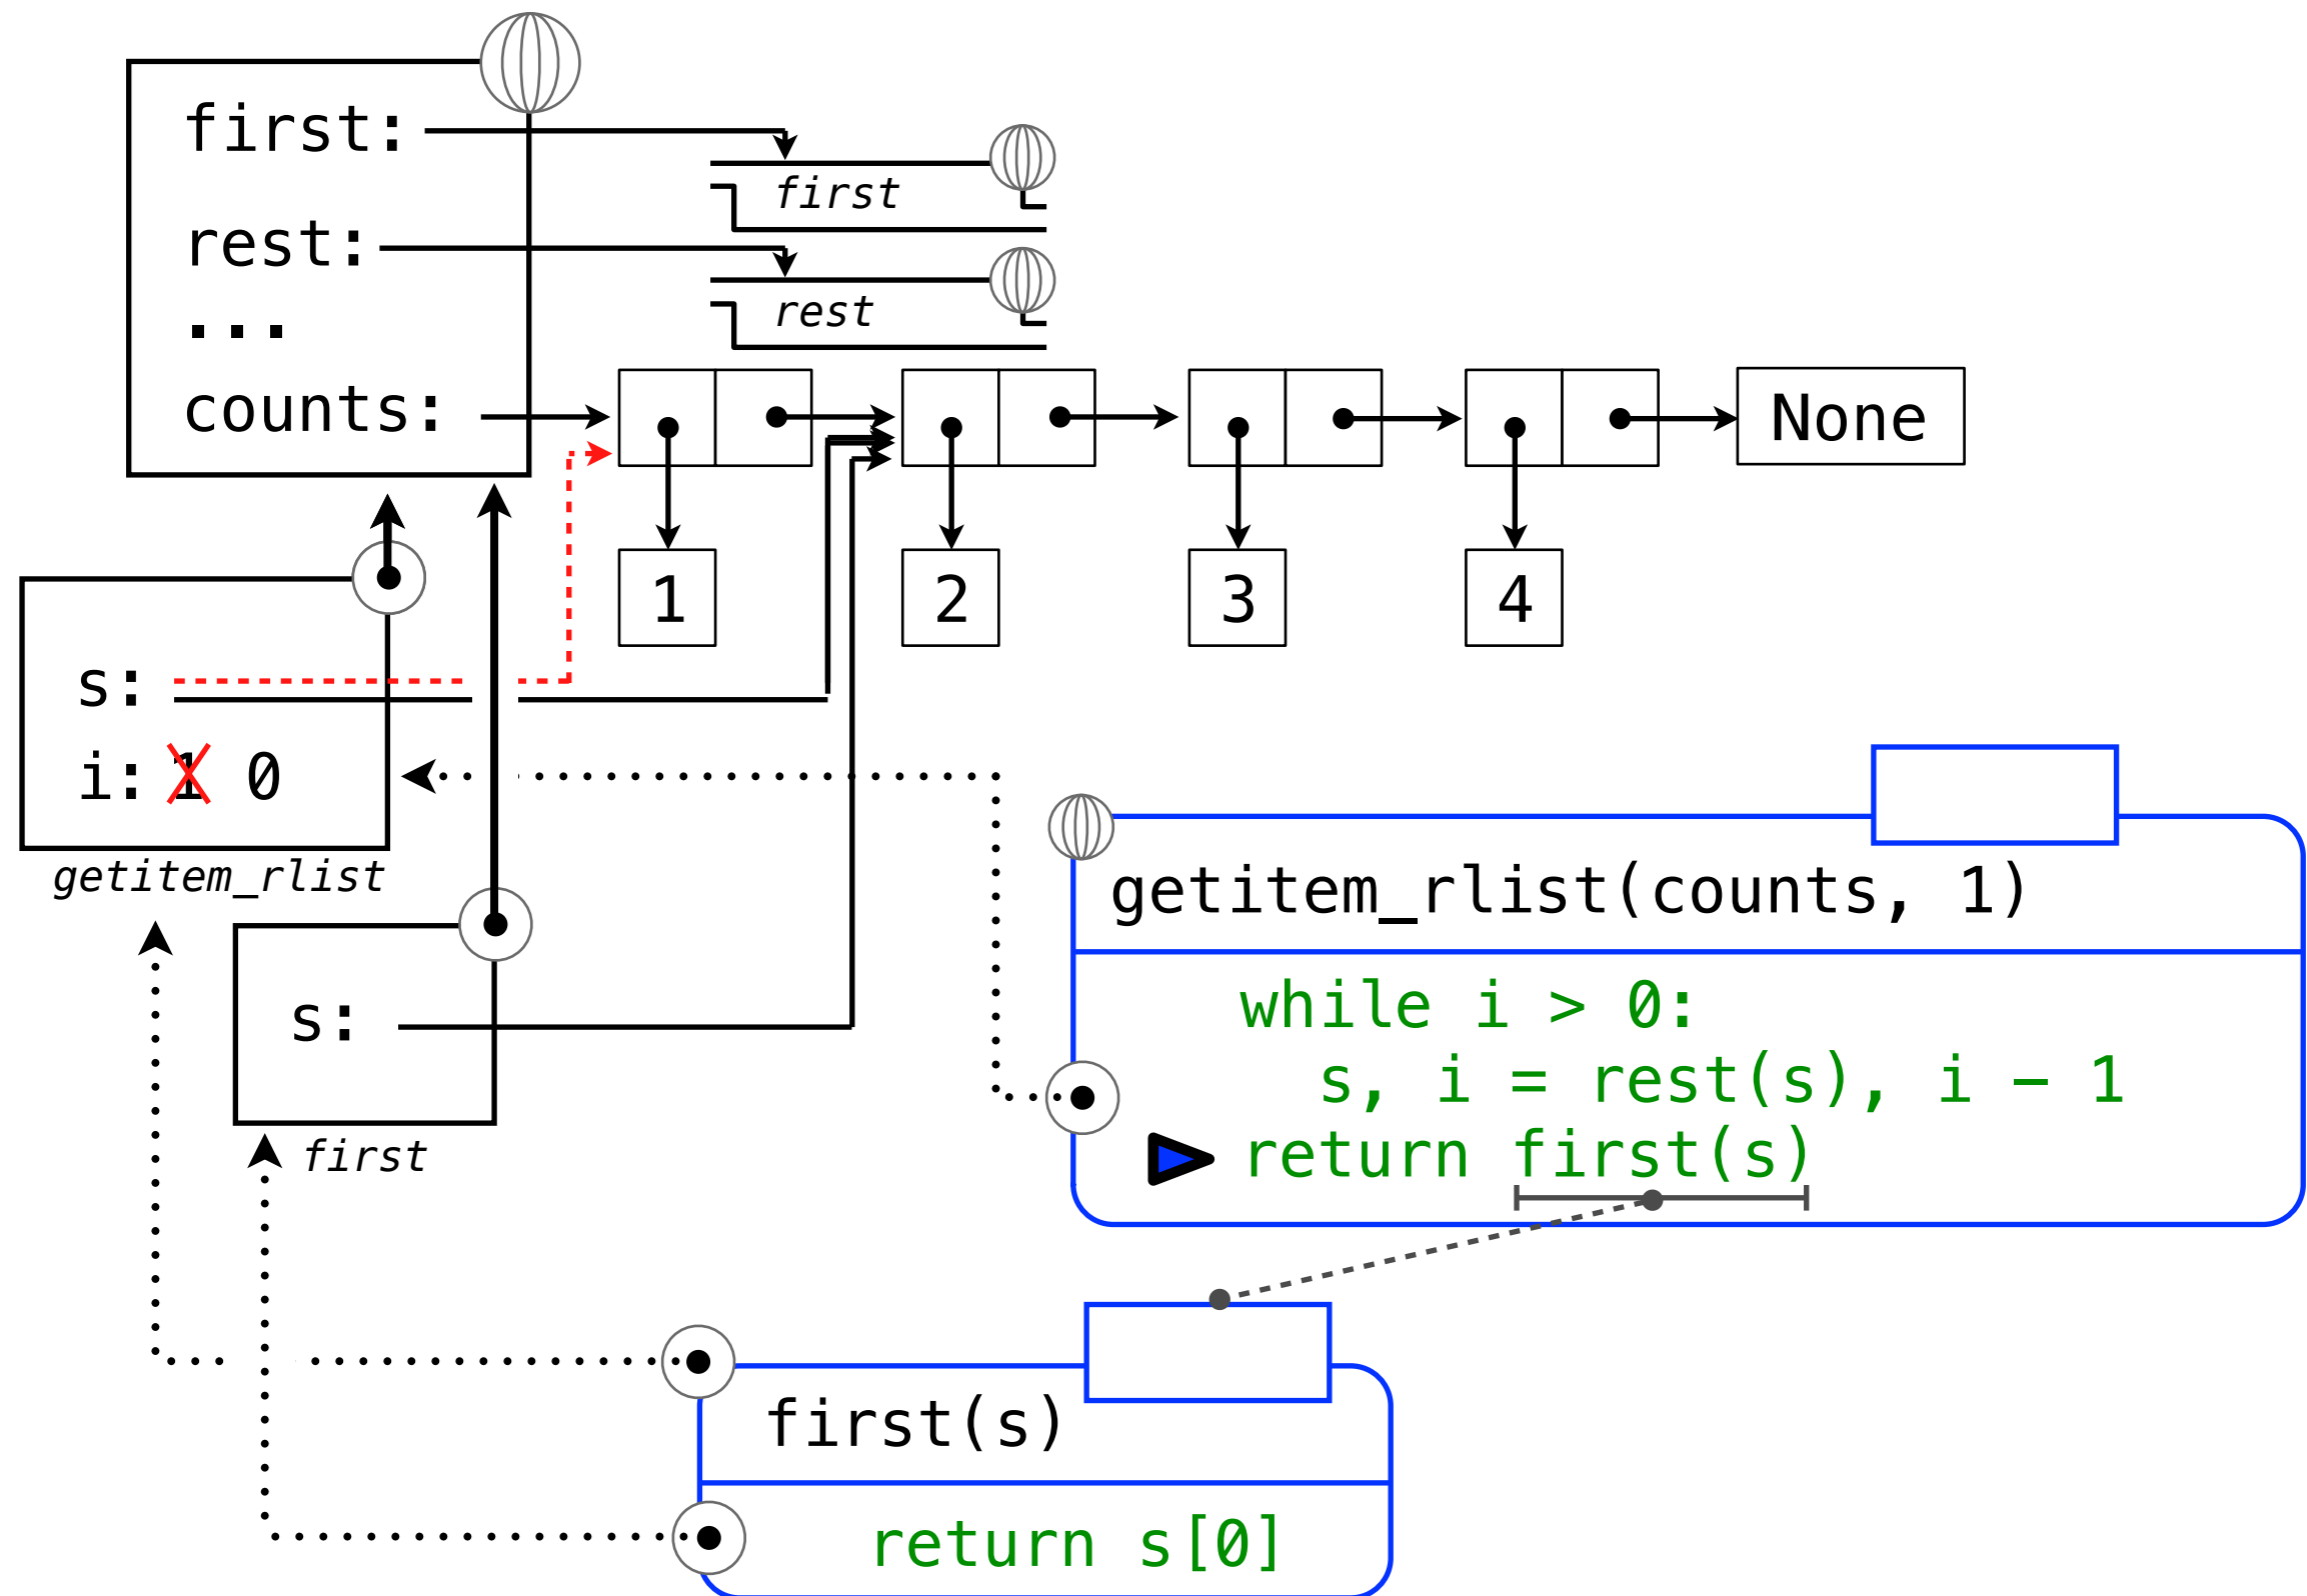 first:
first
rest:
rest
...
counts:
None
1 2 3 4
s:
i: 1 0
getitem_rlist
s:
first
getitem_rlist(counts, 1)
while i > 0:
s, i = rest(s), i - 1
return first(s)
first(s)
return s[0]